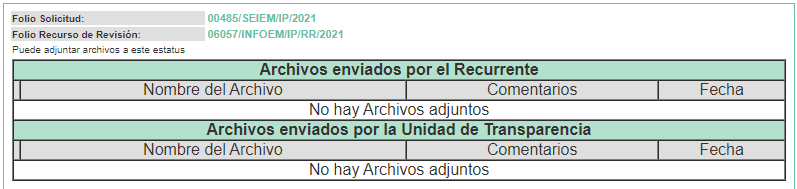 Folio Solicitud: 00485/SEIEM/IP/2021
Folio Recurso de Revisión: 06057/INFOEM/IP/RR/2021
Puede adjuntar archivos a este estatus
Archivos enviados por el Recurrente
Nombre del Archivo Comentarios Fecha
No hay Archivos adjuntos
Archivos enviados por la Unidad de Transparencia
Nombre del Archivo Comentarios Fecha
No hay Archivos adjuntos